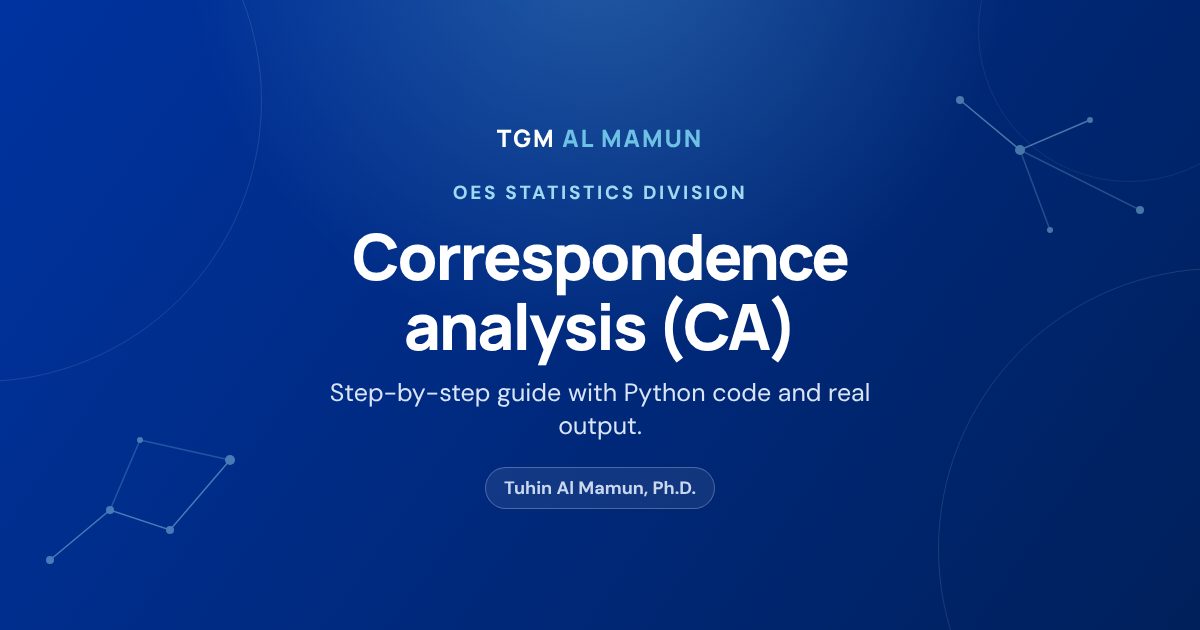 TGM AL MAMUN
OES STATISTICS DIVISION
Correspondence
analysis (CA)
Step-by-step guide with Python code and real
output.
Tuhin Al Mamun, Ph.D.